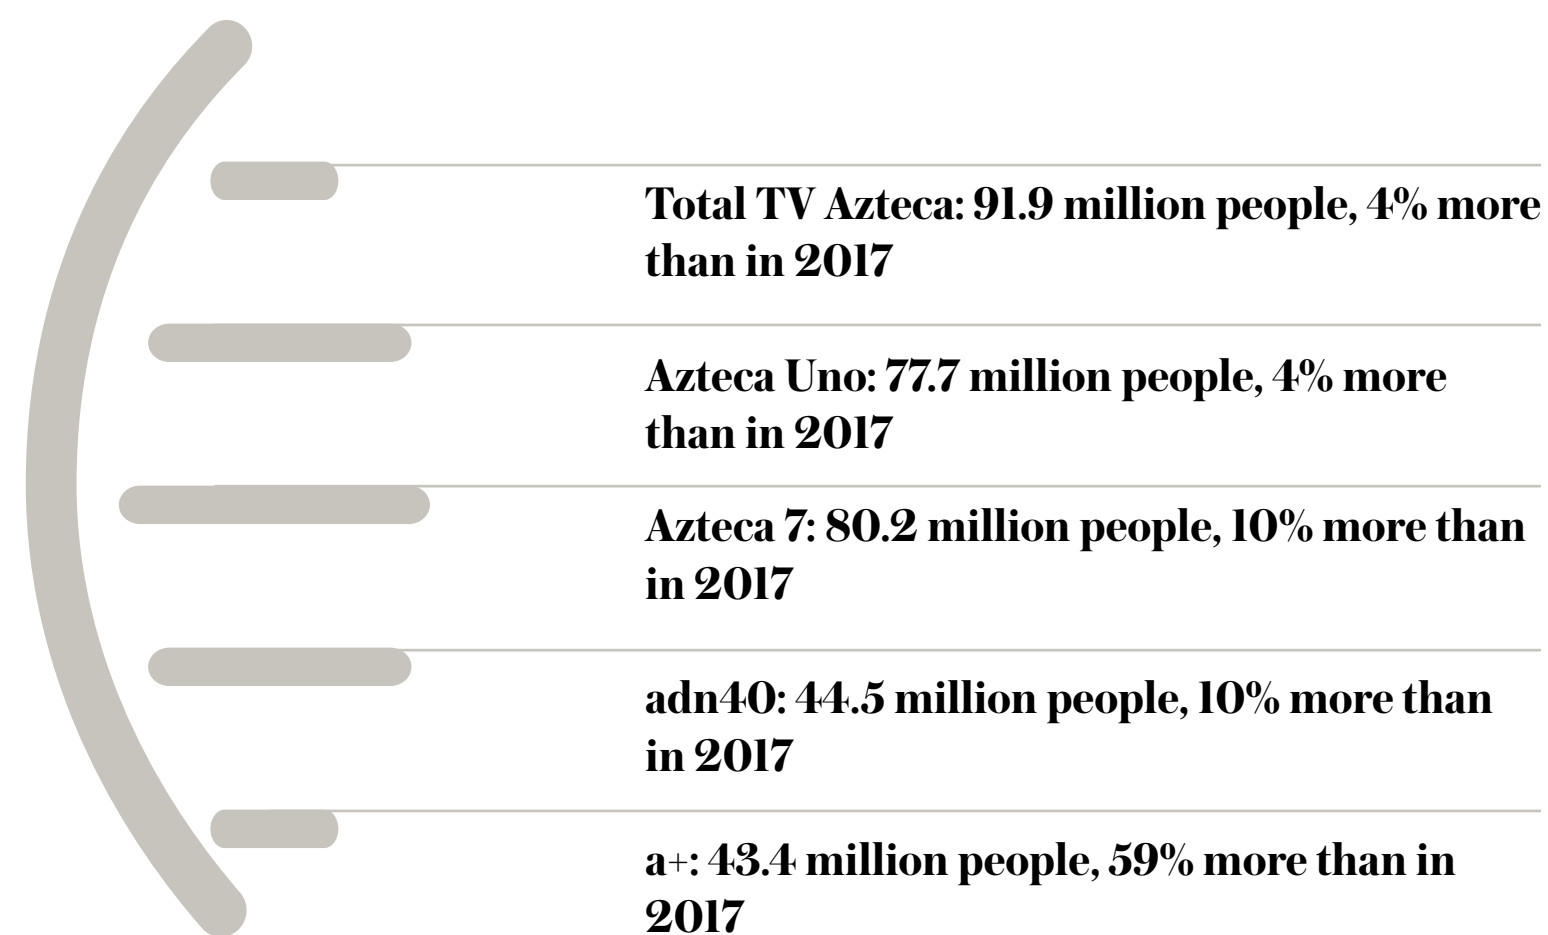 Total TV Azteca: 91.9 million people, 4% more
than in 2017
Azteca Uno: 77.7 million people, 4% more
than in 2017
Azteca 7: 80.2 million people, 10% more than
in 2017
adn40: 44.5 million people, 10% more than
in 2017
a+: 43.4 million people, 59% more than in
2017